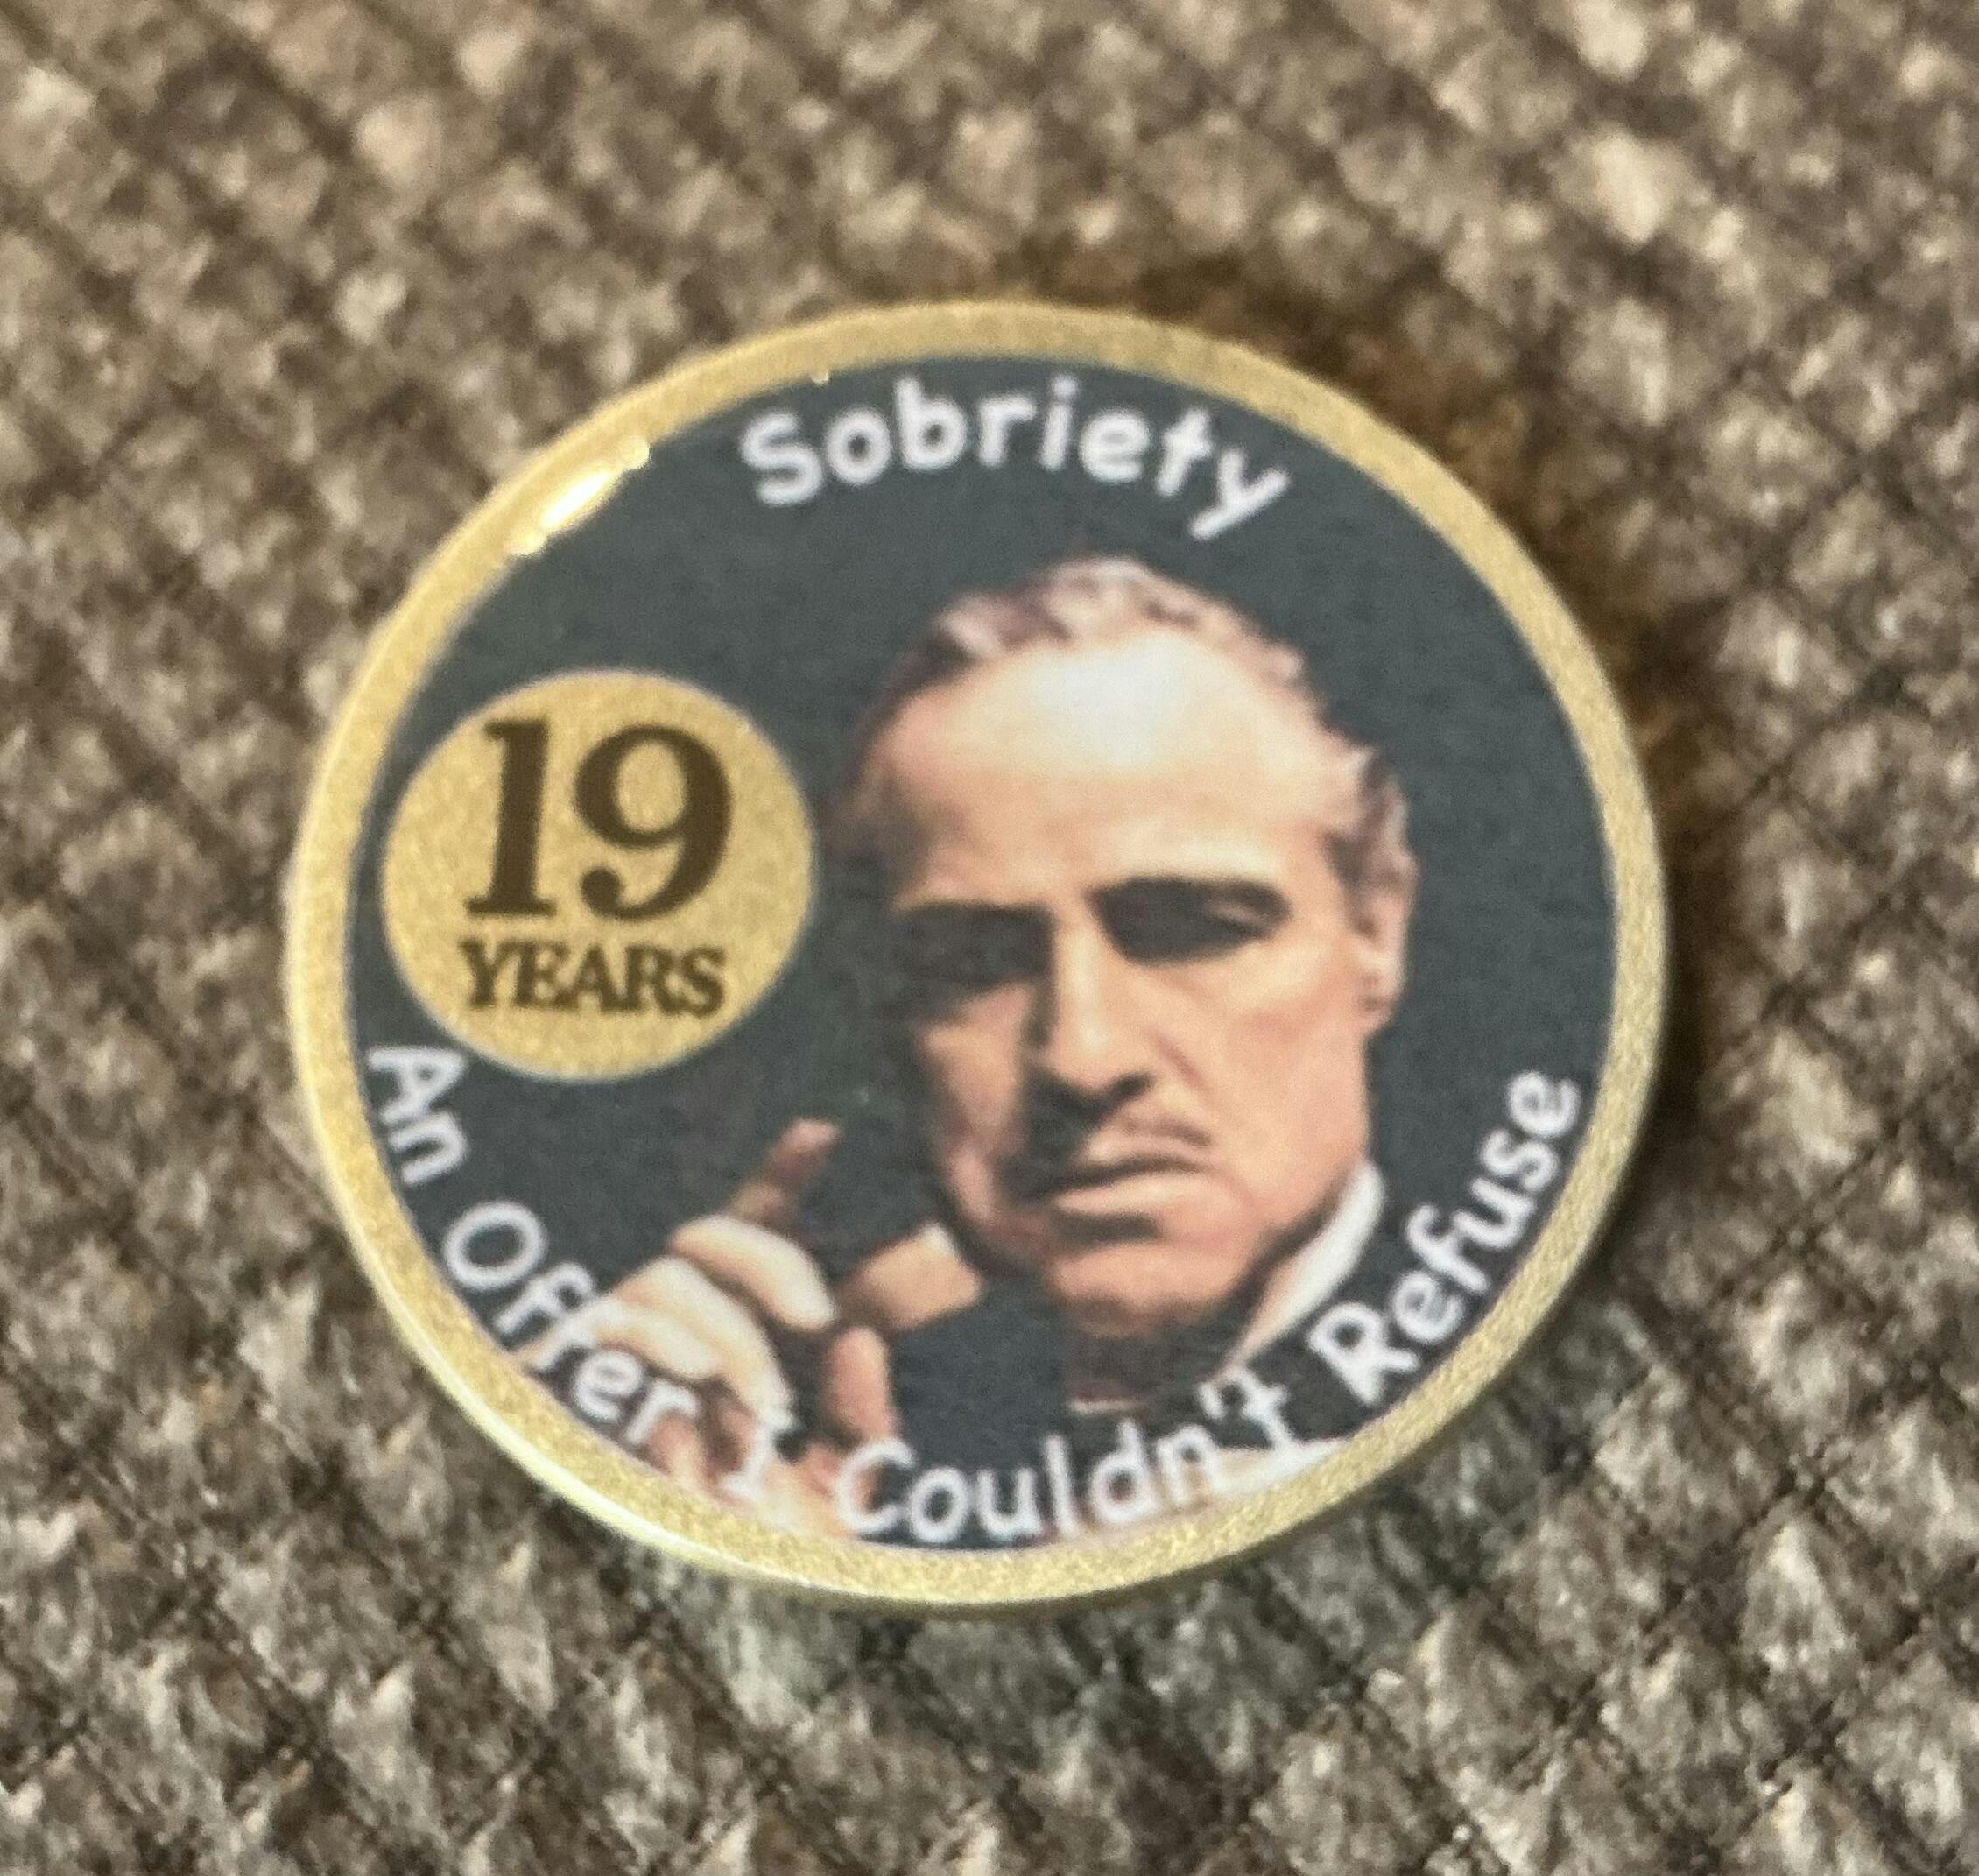 Sobriety
19
YEARS
An Offer I Couldn't Refuse